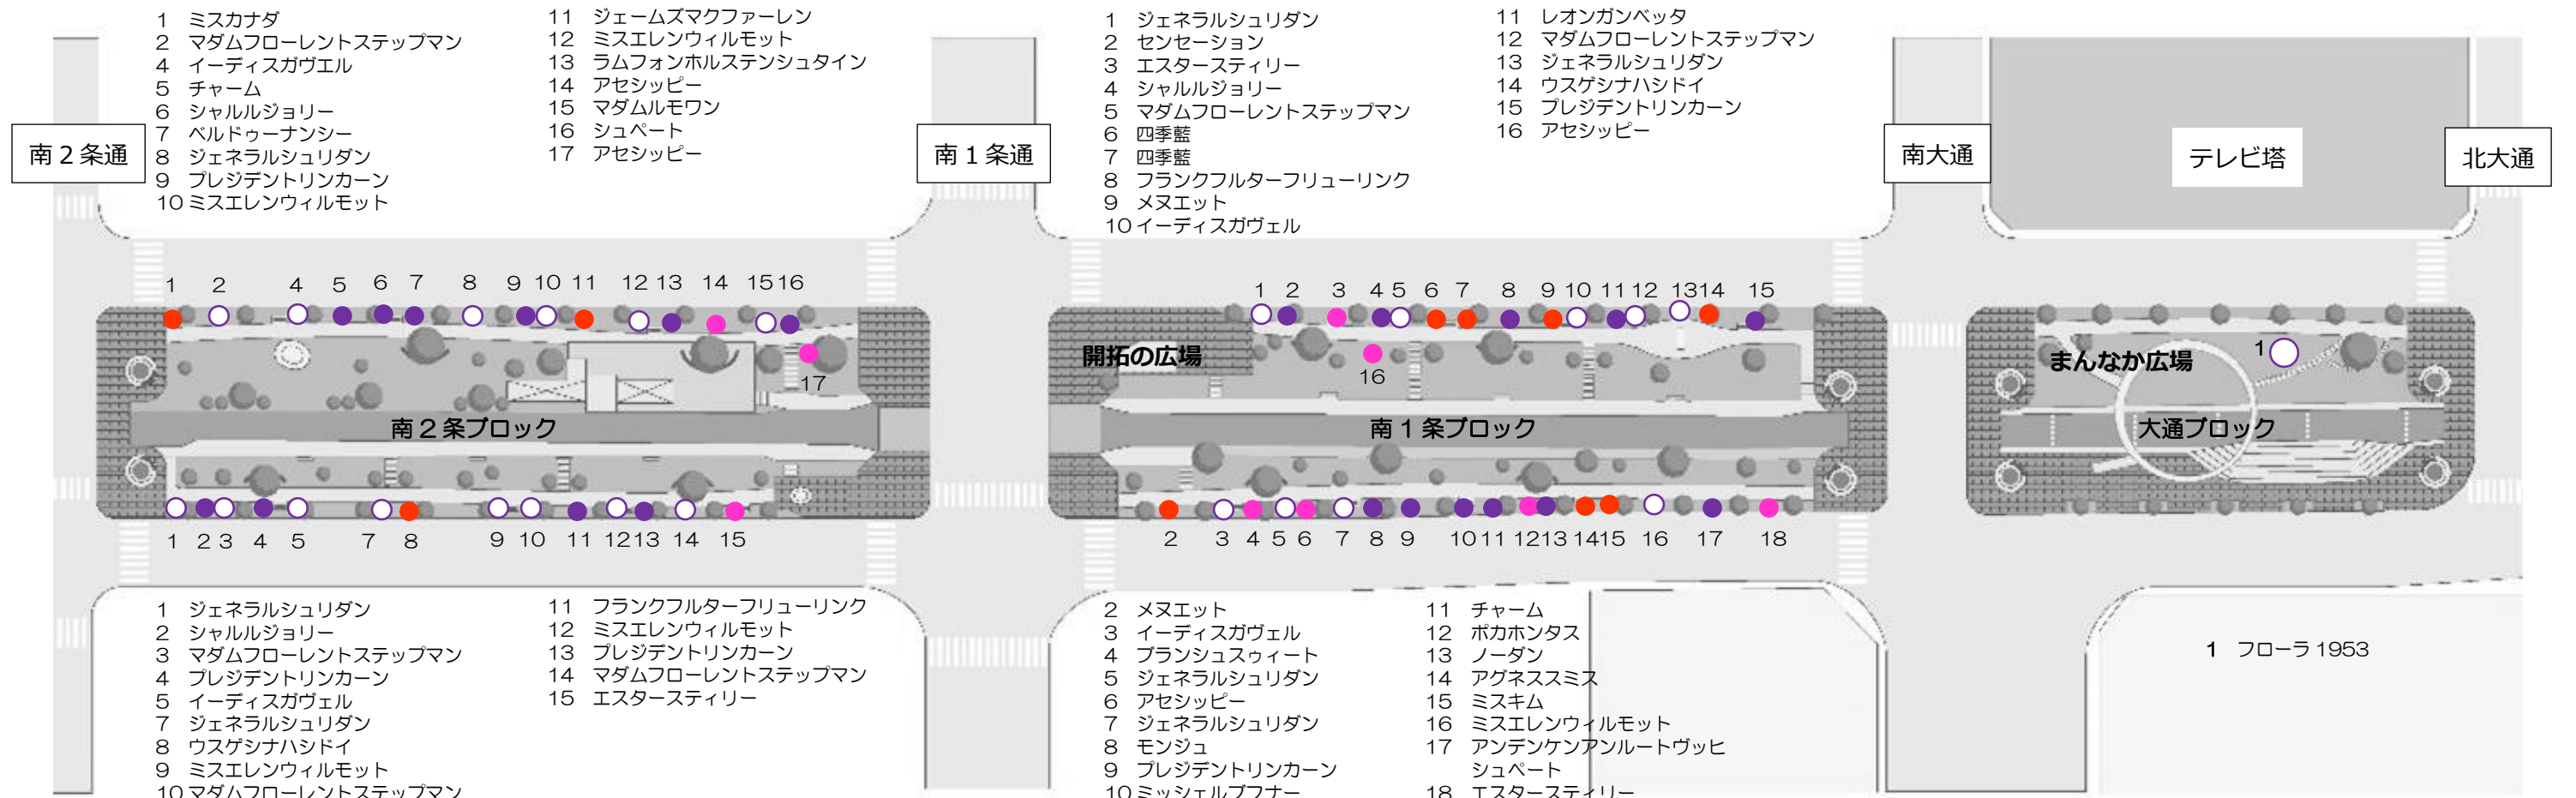 1 ミスカナダ
2 マダムフローレントステップマン
4 イーディスガヴエル
5 チャーム
6 シャルルジョリー
7 ベルドゥーナンシー
8 ジェネラルシュリダン
9 プレジデントリンカーン
10 ミスエレンウィルモット
11 ジェームズマクファーレン
12 ミスエレンウィルモット
13 ラムフォンホルステンシュタイン
14 アセシッピー
15 マダムルモワン
16 シュペート
17 アセシッピー
1 ジェネラルシュリダン
2 センセーション
3 エスタースティリー
4 シャルルジョリー
5 マダムフローレントステップマン
6 四季藍
7 四季藍
8 フランクフルターフリューリンク
9 メヌエット
10 イーディスガヴェル
11 レオンガンベッタ
12 マダムフローレントステップマン
13 ジェネラルシュリダン
14 ウスゲシナハシドイ
15 プレジデントリンカーン
16 アセシッピー
南2条通
南1条通
南大通
テレビ塔
北大通
1 2 4 5 6 7 8 9 10 11 12 13 14 15 16
17
南2条ブロック
1 2 3 4 5 7 8 9 10 11 12 13 14 15
1 2 3 4 5 6 7 8 9 10 11 12 13 14 15
開拓の広場
16
南1条ブロック
2 3 4 5 6 7 8 9 10 11 12 13 14 15 16 17 18
まんなか広場
1
大通ブロック
1 ジェネラルシュリダン
2 シャルルジョリー
3 マダムフローレントステップマン
4 プレジデントリンカーン
5 イーディスガヴェル
7 ジェネラルシュリダン
8 ウスゲシナハシドイ
9 ミスエレンウィルモット
10 マダムフローレントステップマン
11 フランクフルターフリューリンク
12 ミスエレンウィルモット
13 プレジデントリンカーン
14 マダムフローレントステップマン
15 エスタースティリー
2 メヌエット
3 イーディスガヴェル
4 ブランシュスゥィート
5 ジェネラルシュリダン
6 アセシッピー
7 ジェネラルシュリダン
8 モンジュ
9 プレジデントリンカーン
10 ミッシェルブフナー
11 チャーム
12 ポカホンタス
13 ノーダン
14 アグネススミス
15 ミスキム
16 ミスエレンウィルモット
17 アンデンケンアンルートヴッヒ
シュペート
18 エスタースティリー
1 フローラ1953